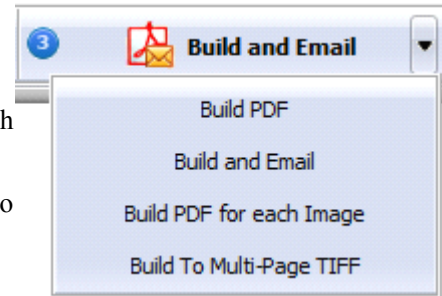 3 Build and Email
Build PDF
h
Build and Email
o
Build PDF for each Image
Build To Multi-Page TIFF